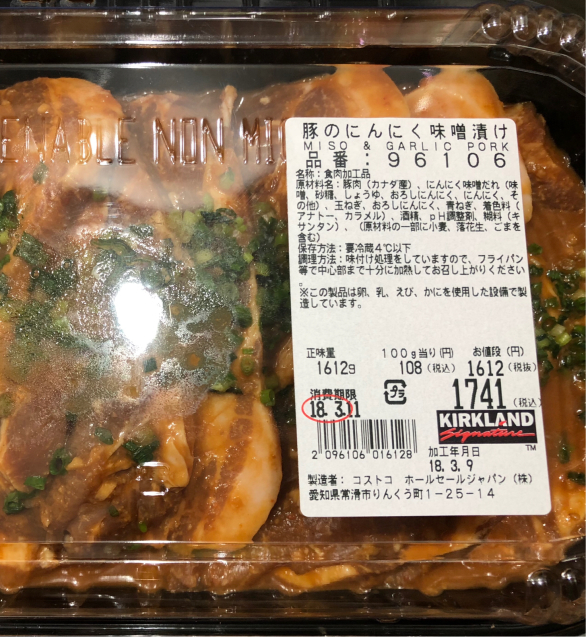 ENABLE NON MI
豚のにんにく味噌漬け
MISO & GARLIC PORK
品番:96106
名称:食肉加工品
原材料名:豚肉(カナダ産)、にんにく味噌だれ(味
噌、砂糖、しょうゆ、おろしにんにく、にんにく、そ
の他)、玉ねぎ、おろしにんにく、青ねぎ、着色料(
アナトー、カラメル)、酒精、pH調整剤、糊料(キ
サンタン)、(原材料の一部に小麦、落花生、ごまを
含む)
保存方法:要冷蔵4℃以下
調理方法:味付け処理をしていますので、フライパン
等で中心部まで十分に加熱してお召し上がりください
。
※この製品は卵、乳、えび、かにを使用した設備で製
造しています。
正味量 100g当り(円) お値段(円)
1612g 108(税込) 1612(税抜)
消費期限 1741(税込)
18.3.11
KIRKLAND
Signature
TM
2 096106 016128
加工年月日
18.3.9
製造者: コストコ ホールセールジャパン(株)
愛知県常滑市りんくう町1-25-14